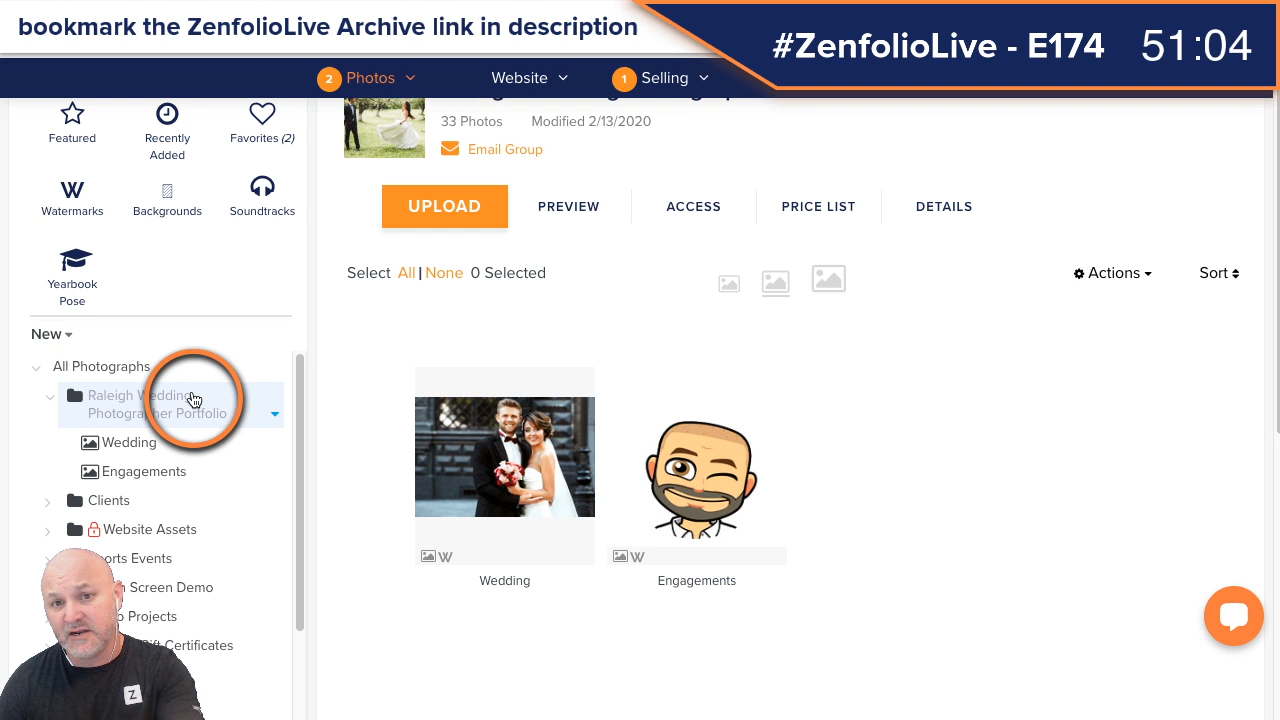 bookmark the ZenfolioLive Archive link in description
#ZenfolioLive - E174
51:04
2 Photos
Website
1 Selling
Featured
Recently
Added
Favorites (2)
33 Photos
Modified 2/13/2020
Email Group
W
Watermarks
Backgrounds
Soundtracks
UPLOAD
PREVIEW
ACCESS
PRICE LIST
DETAILS
Yearbook
Pose
Select All | None 0 Selected
Actions
Sort
New
All Photographs
Raleigh Wedding
Photographer Portfolio
Wedding
Engagements
Clients
Website Assets
orts Events
Screen Demo
Projects
ift Certificates
W
Wedding
W
Engagements
Z